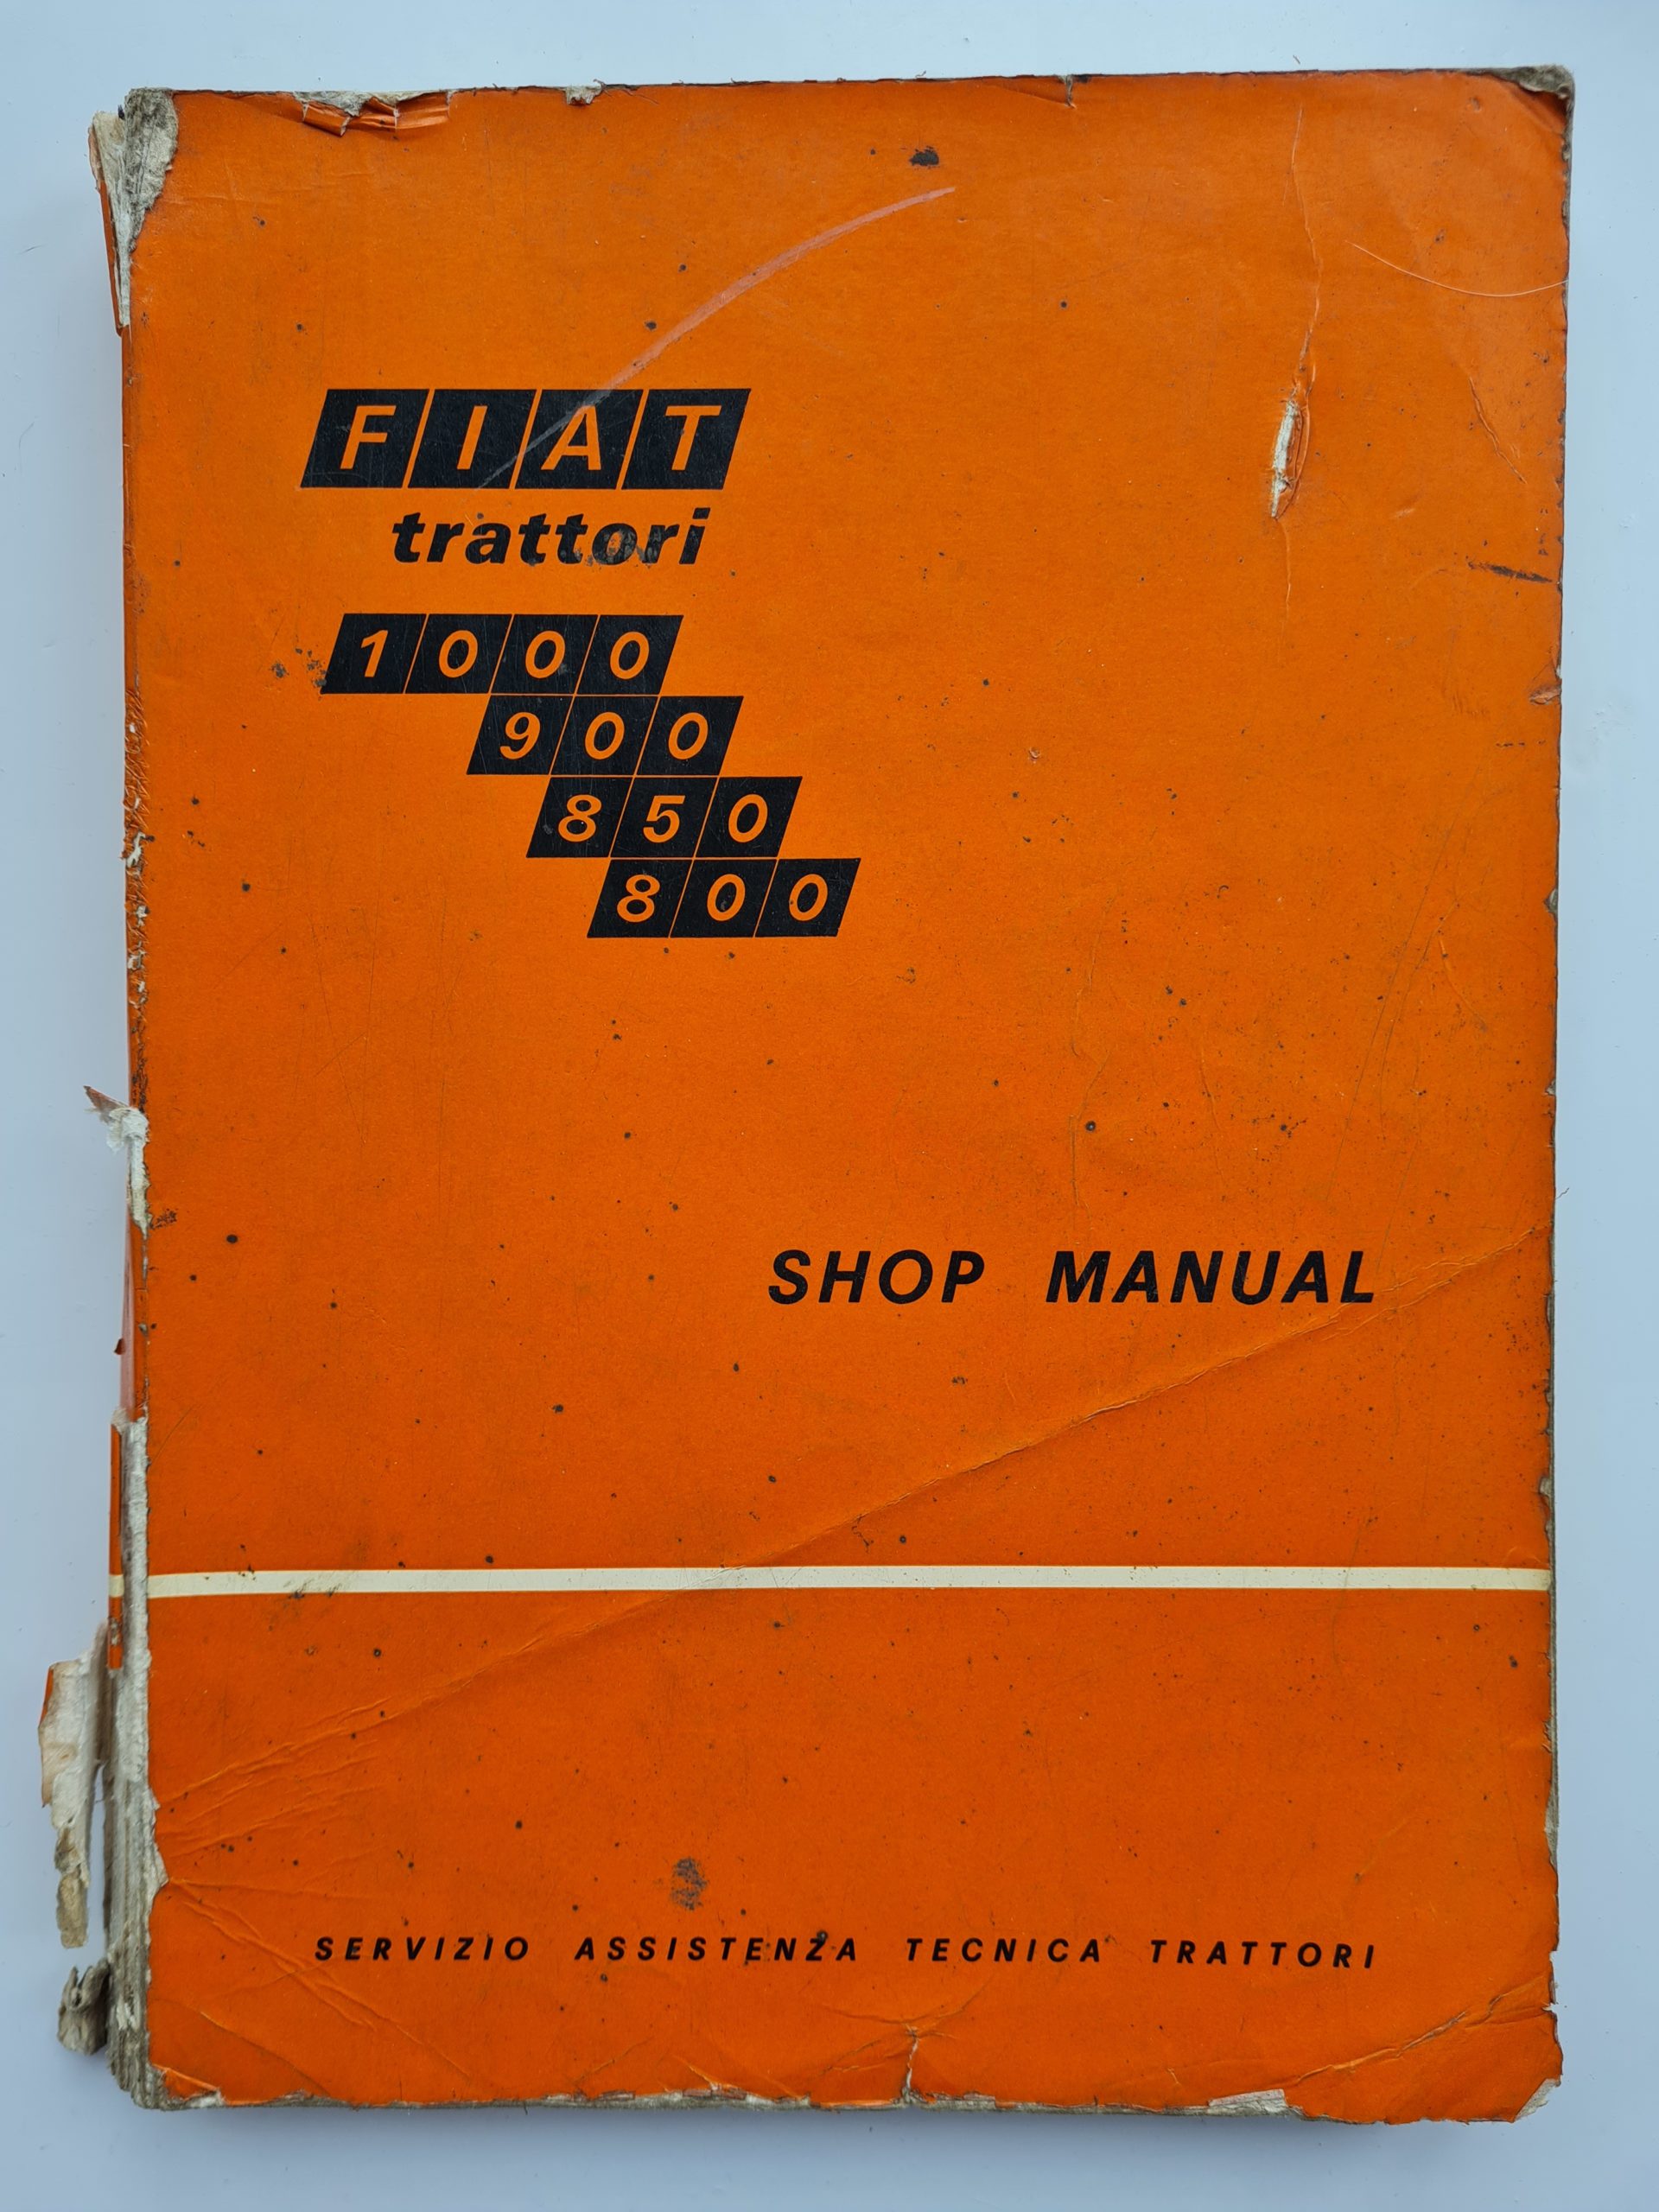 FIAT
trattori
1000
900
850
800
SHOP MANUAL
SERVIZIO ASSISTENZA TECNICA TRATTORI